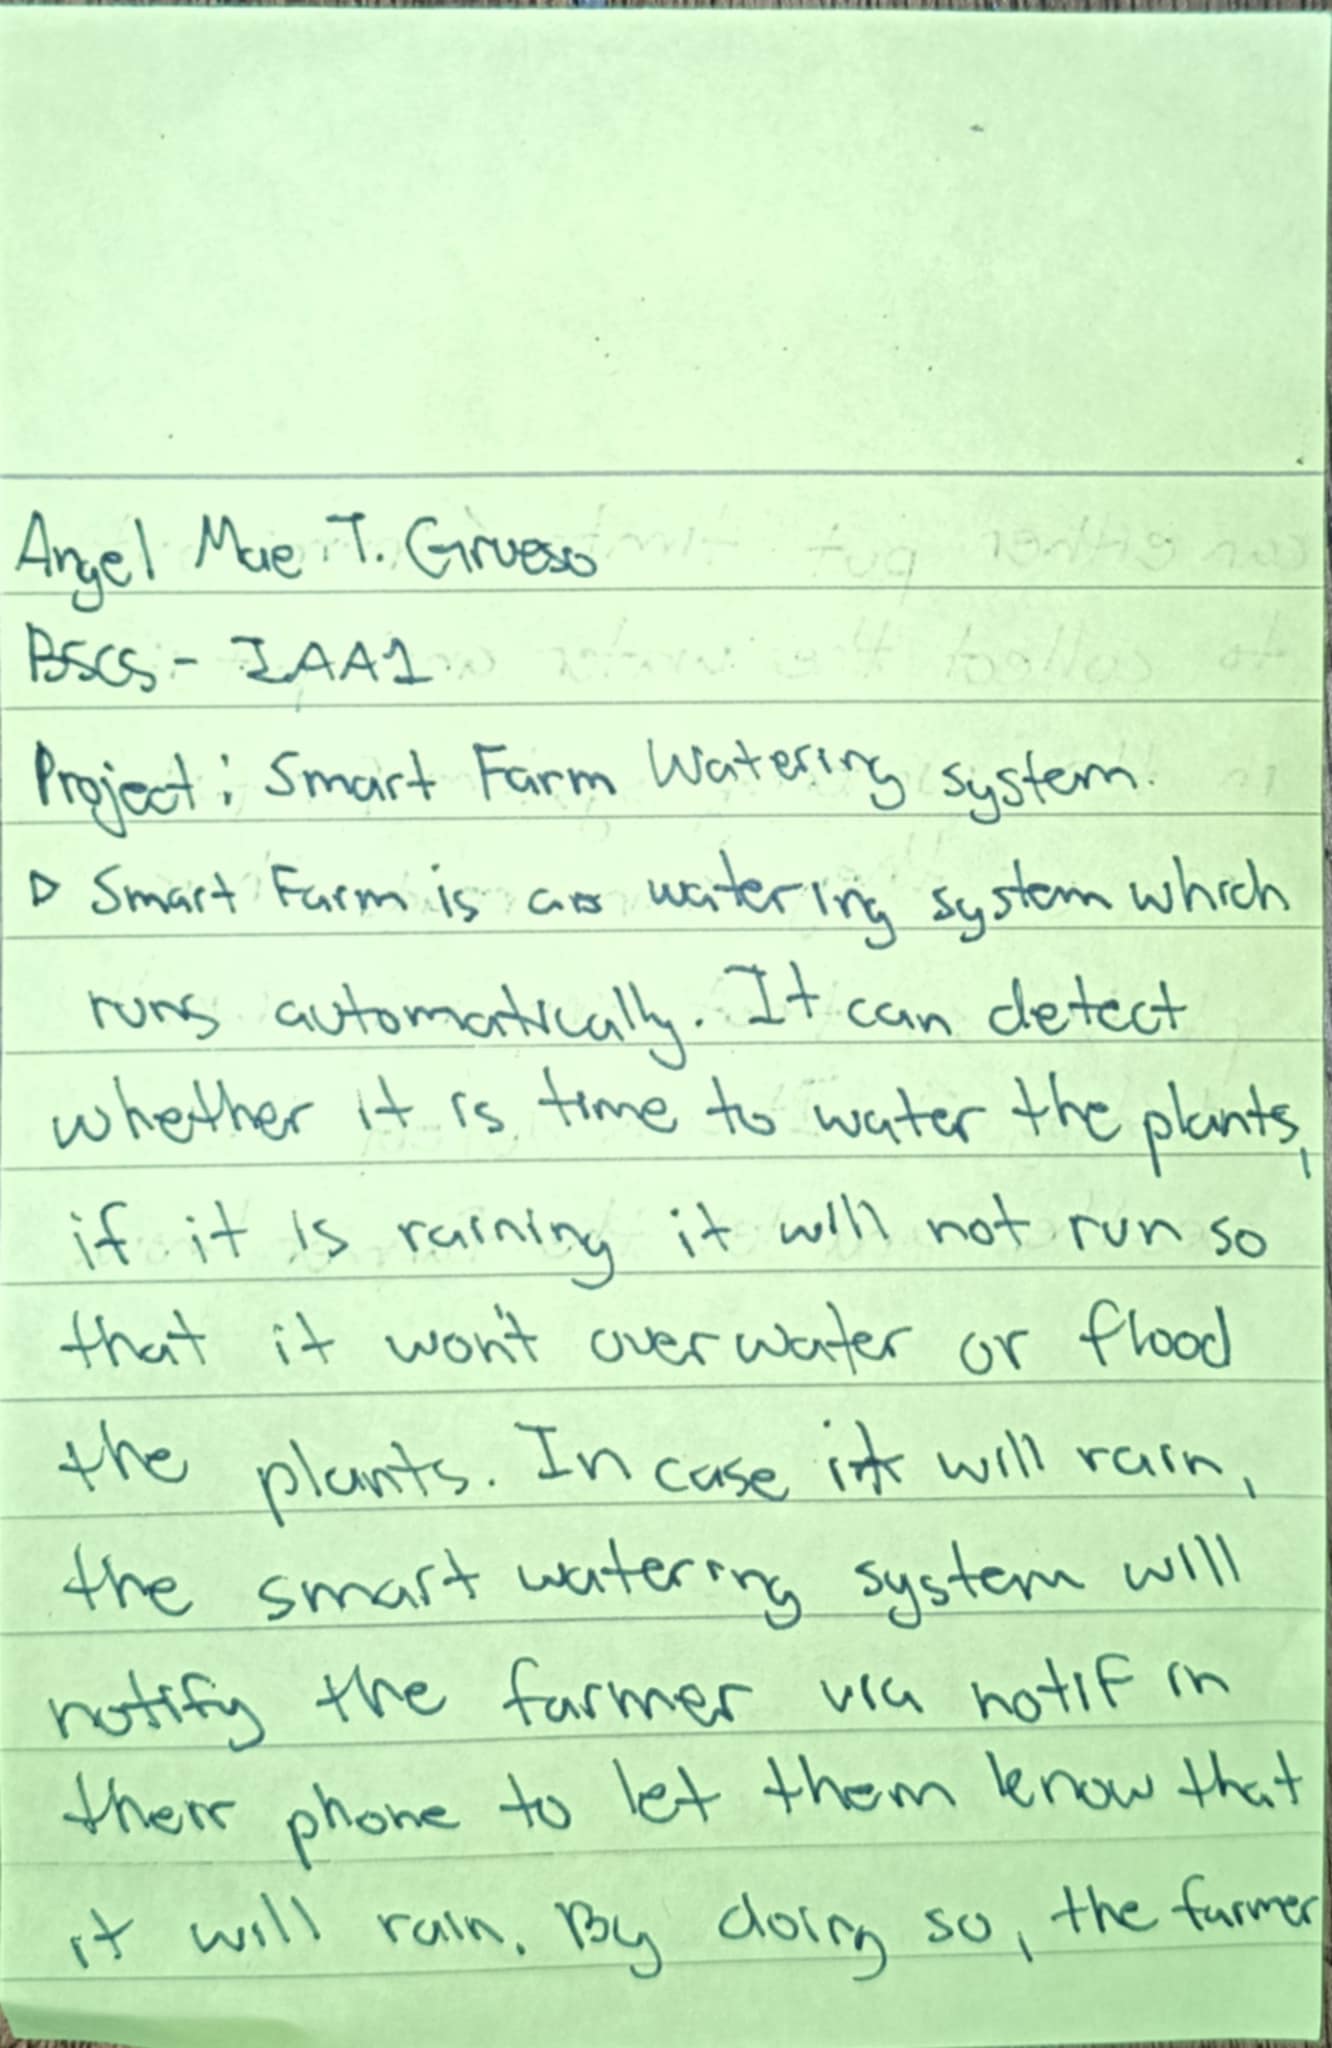 Angel Mae T. Grueso
BSCS - IAA1
Project: Smart Farm Watering system.
▷ Smart Farm is a watering system which
runs automatically. It can detect
whether it is time to water the plants,
if it is raining it will not run so
that it won't overwater or flood
the plants. In case it will rain,
the smart watering system will
notify the farmer via notif in
their phone to let them know that
it will rain. By doing so, the farmer